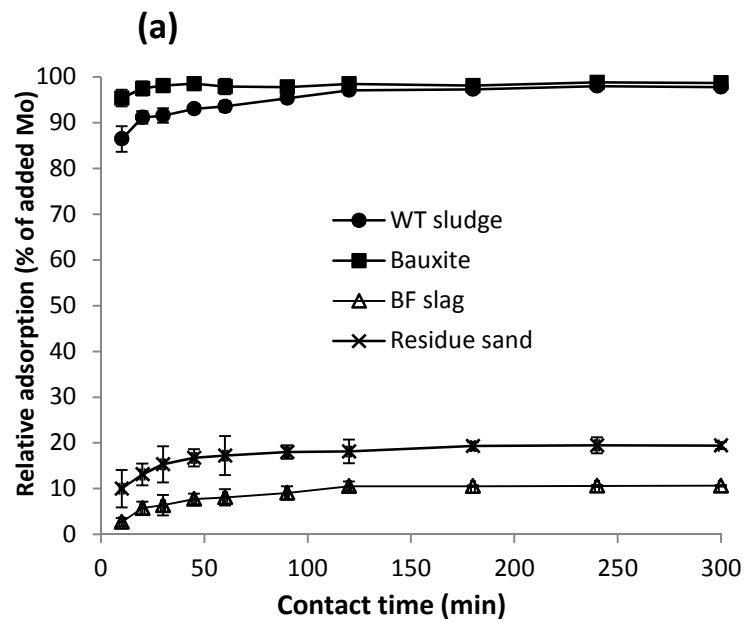 (a)
Relative adsorption (% of added Mo)
100
90
80
70
60
50
40
30
20
10
0
WT sludge
Bauxite
BF slag
Residue sand
0 50 100 150 200 250 300
Contact time (min)